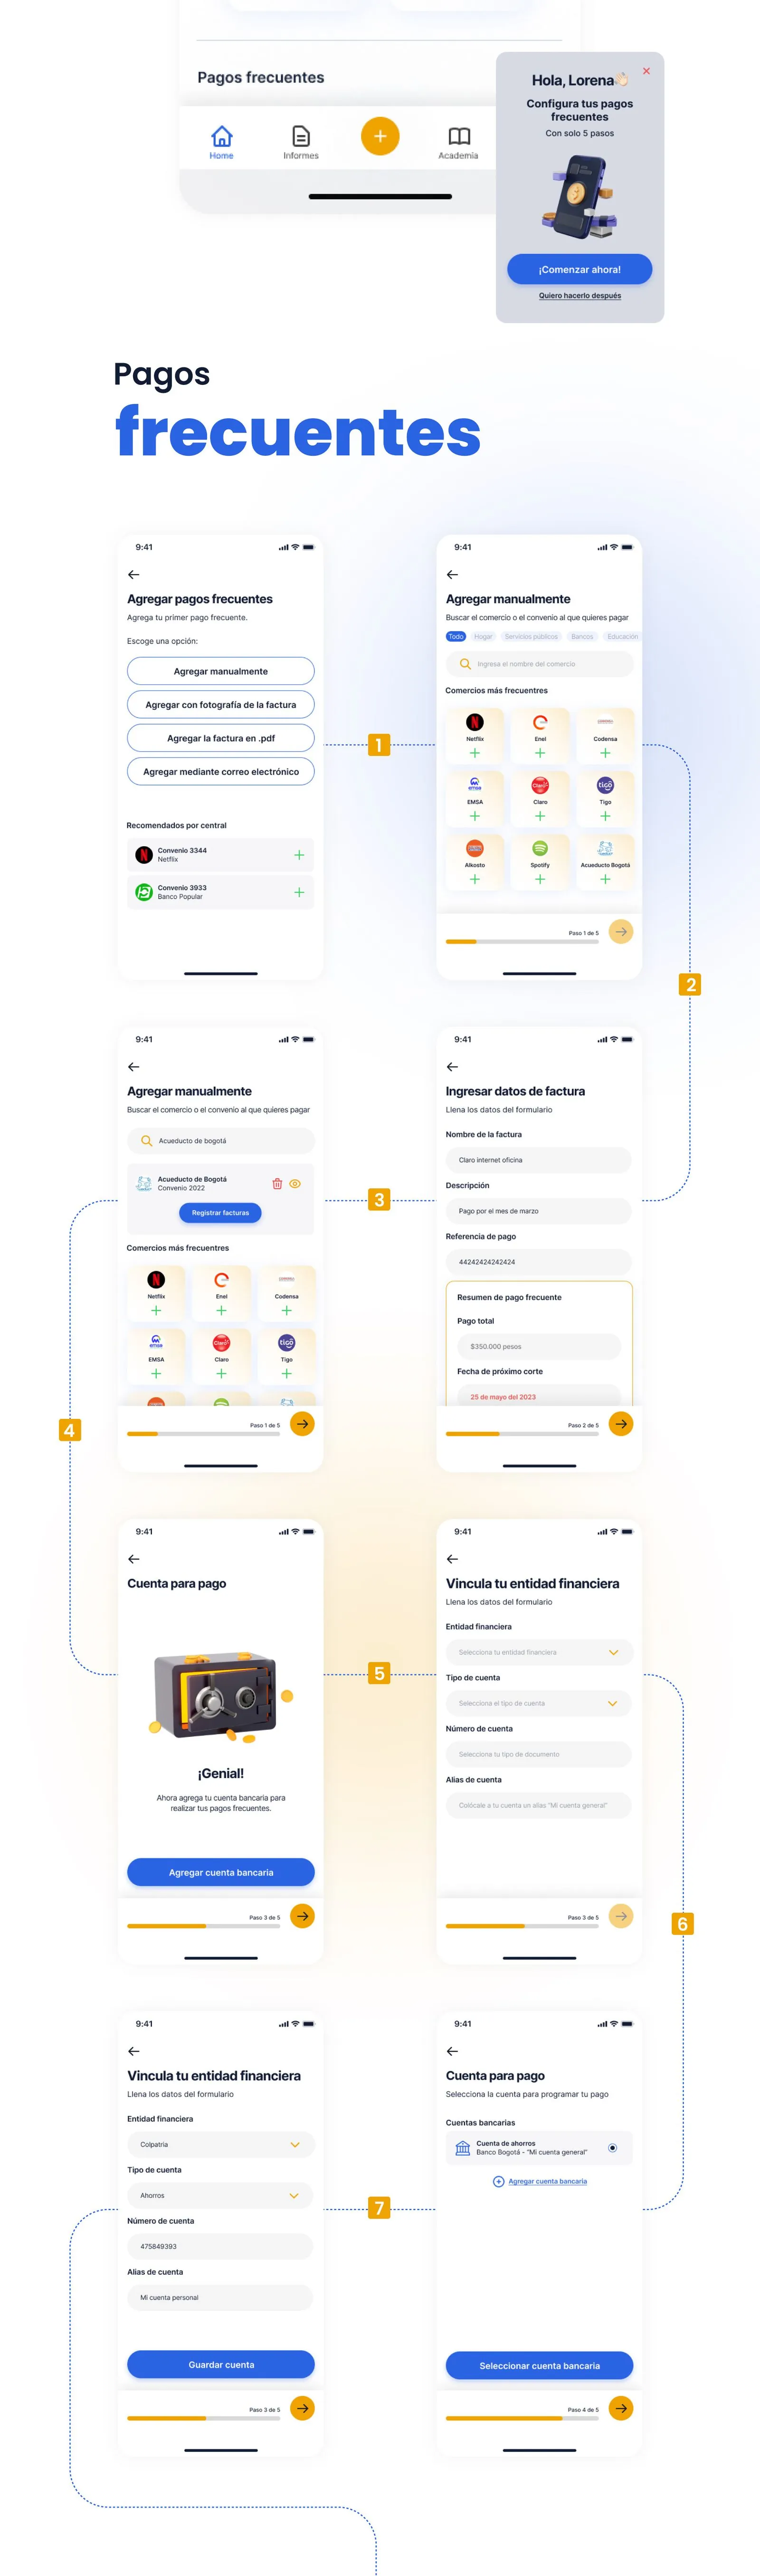 Pagos frecuentes
Home
Informes
+
Academia
Hola, Lorena
Configura tus pagos
frecuentes
Con solo 5 pasos
¡Comenzar ahora!
Quiero hacerlo después
Pagos
frecuentes
9:41
Agregar pagos frecuentes
Agrega tu primer pago frecuente.
Escoge una opción:
Agregar manualmente
Agregar con fotografía de la factura
Agregar la factura en .pdf
Agregar mediante correo electrónico
Recomendados por central
Convenio 3344
Netflix
Convenio 3933
Banco Popular
1
9:41
Agregar manualmente
Buscar el comercio o el convenio al que quieres pagar
Todo Hogar Servicios públicos Bancos Educación
Ingresa el nombre del comercio
Comercios más frecuentes
Netflix Enel Codensa
EMSA Claro Tigo
Alkosto Spotify Acueducto Bogotá
Paso 1 de 5
2
9:41
Agregar manualmente
Buscar el comercio o el convenio al que quieres pagar
Acueducto de bogotá
Acueducto de Bogotá
Convenio 2022
Registrar facturas
Comercios más frecuentes
Netflix Enel Codensa
EMSA Claro Tigo
Paso 1 de 5
3
9:41
Ingresar datos de factura
Llena los datos del formulario
Nombre de la factura
Claro internet oficina
Descripción
Pago por el mes de marzo
Referencia de pago
44242424242424
Resumen de pago frecuente
Pago total
$350.000 pesos
Fecha de próximo corte
25 de mayo del 2023
Paso 2 de 5
4
9:41
Cuenta para pago
¡Genial!
Ahora agrega tu cuenta bancaria para
realizar tus pagos frecuentes.
Agregar cuenta bancaria
Paso 3 de 5
5
9:41
Vincula tu entidad financiera
Llena los datos del formulario
Entidad financiera
Selecciona tu entidad financiera
Tipo de cuenta
Selecciona el tipo de cuenta
Número de cuenta
Selecciona tu tipo de documento
Alias de cuenta
Colócale a tu cuenta un alias "Mi cuenta general"
Paso 3 de 5
6
9:41
Vincula tu entidad financiera
Llena los datos del formulario
Entidad financiera
Colpatria
Tipo de cuenta
Ahorros
Número de cuenta
475849393
Alias de cuenta
Mi cuenta personal
Guardar cuenta
Paso 3 de 5
7
9:41
Cuenta para pago
Selecciona la cuenta para programar tu pago
Cuentas bancarias
Cuenta de ahorros
Banco Bogotá - "Mi cuenta general"
Agregar cuenta bancaria
Seleccionar cuenta bancaria
Paso 4 de 5